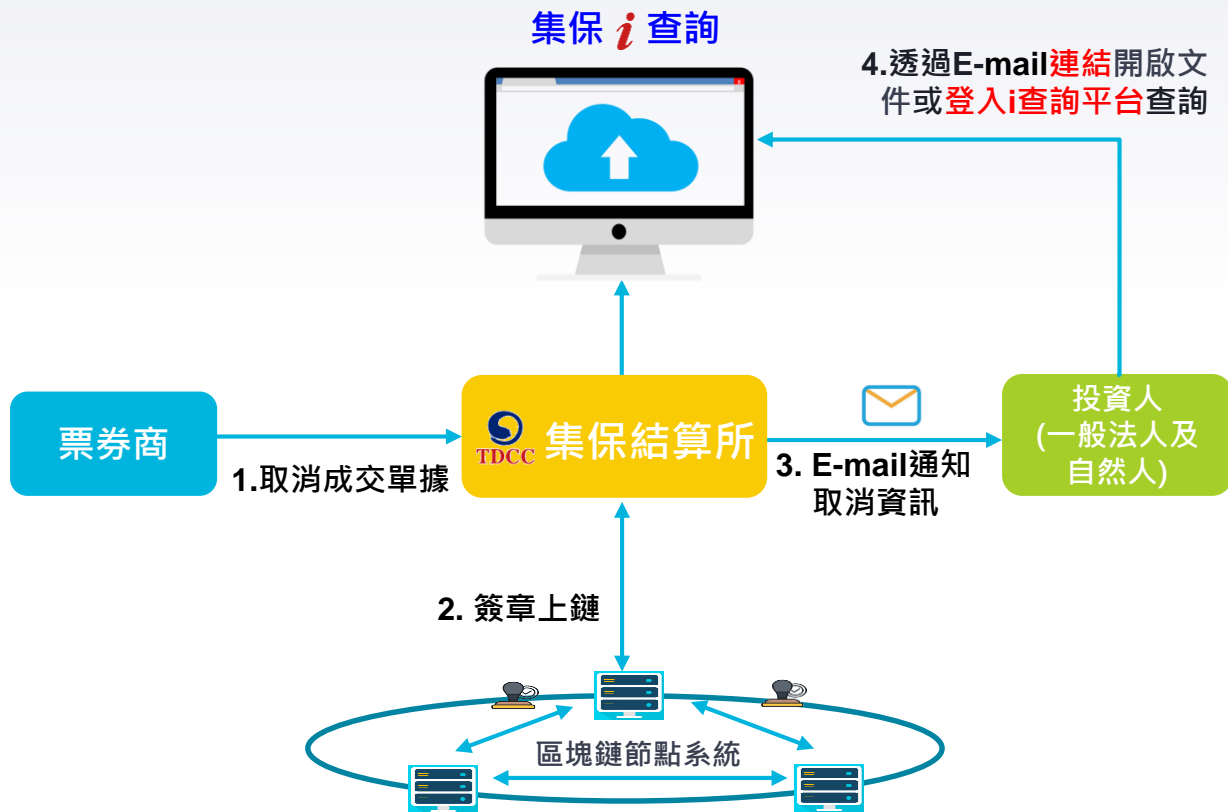 集保 i 查詢
4.透過E-mail連結開啟文
件或登入i查詢平台查詢
票券商
1.取消成交單據
TDCC 集保結算所
3. E-mail通知
取消資訊
投資人
(一般法人及
自然人)
2. 簽章上鏈
區塊鏈節點系統